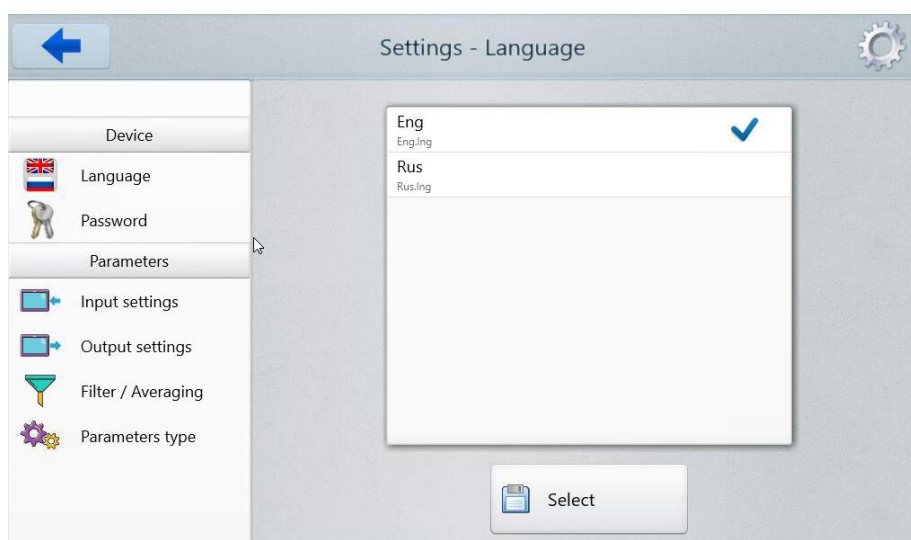 Settings - Language
Device
Language
Password
Parameters
Input settings
Output settings
Filter / Averaging
Parameters type
Eng
Eng.lng
Rus
Rus.lng
Select